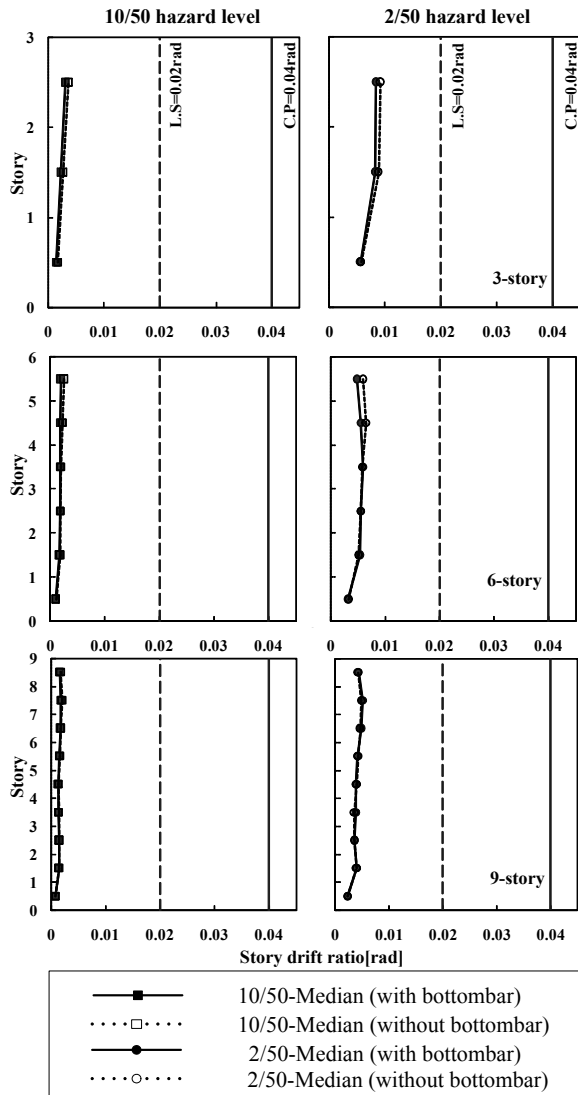 10/50 hazard level 2/50 hazard level
3
2
1
0
Story
L.S=0.02rad
C.P=0.04rad
L.S=0.02rad
C.P=0.04rad
3-story
0 0.01 0.02 0.03 0.04 0 0.01 0.02 0.03 0.04
6
5
4
3
2
1
0
Story
6-story
0 0.01 0.02 0.03 0.04 0 0.01 0.02 0.03 0.04
9
8
7
6
5
4
3
2
1
0
Story
9-story
0 0.01 0.02 0.03 0.04 0 0.01 0.02 0.03 0.04
Story drift ratio[rad]
10/50-Median (with bottombar)
10/50-Median (without bottombar)
2/50-Median (with bottombar)
2/50-Median (without bottombar)